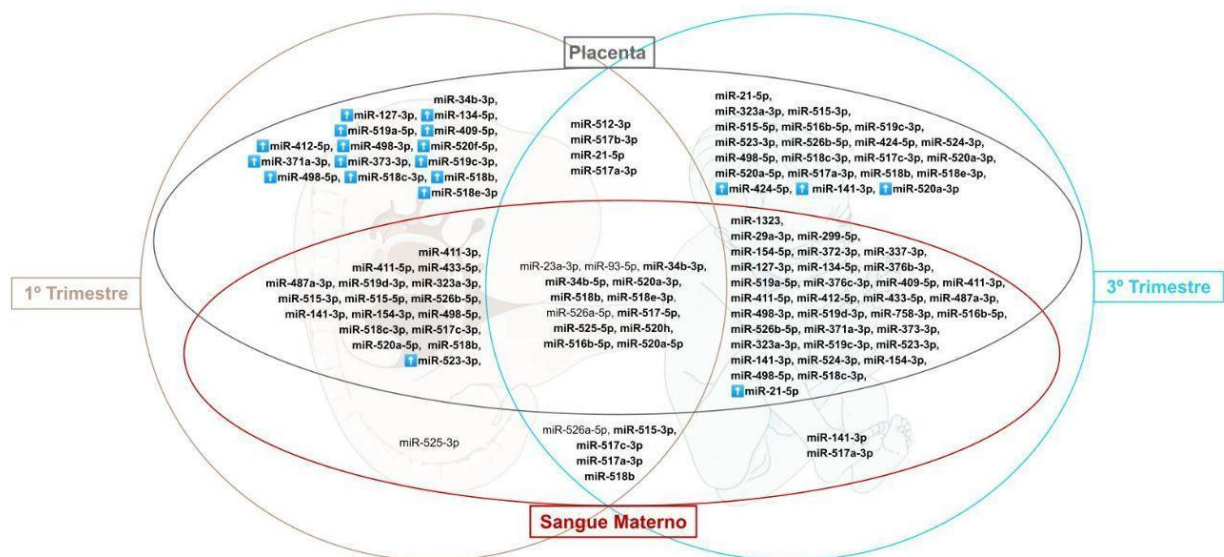 Placenta
1º Trimestre
3º Trimestre
Sangue Materno
miR-34b-3p,
⬆miR-127-3p, ⬆miR-134-5p,
⬆miR-519a-5p, ⬆miR-409-5p,
⬆miR-412-5p, ⬆miR-498-3p, ⬆miR-520f-5p,
⬆miR-371a-3p, ⬆miR-373-3p, ⬆miR-519c-3p,
⬆miR-498-5p, ⬆miR-518c-3p, ⬆miR-518b,
⬆miR-518e-3p
miR-512-3p
miR-517b-3p
miR-21-5p
miR-517a-3p
miR-21-5p,
miR-323a-3p, miR-515-3p,
miR-515-5p, miR-516b-5p, miR-519c-3p,
miR-523-3p, miR-526b-5p, miR-424-5p, miR-524-3p,
miR-498-5p, miR-518c-3p, miR-517c-3p, miR-520a-3p,
miR-520a-5p, miR-517a-3p, miR-518b, miR-518e-3p,
⬆miR-424-5p, ⬆ miR-141-3p, ⬆miR-520a-3p
miR-411-3p,
miR-411-5p, miR-433-5p,
miR-487a-3p, miR-519d-3p, miR-323a-3p,
miR-515-3p, miR-515-5p, miR-526b-5p,
miR-141-3p, miR-154-3p, miR-498-5p,
miR-518c-3p, miR-517c-3p,
miR-520a-5p, miR-518b,
⬆miR-523-3p,
miR-23a-3p, miR-93-5p, miR-34b-3p,
miR-34b-5p, miR-520a-3p,
miR-518b, miR-518e-3p,
miR-526a-5p, miR-517-5p,
miR-525-5p, miR-520h,
miR-516b-5p, miR-520a-5p
miR-1323,
miR-29a-3p, miR-299-5p,
miR-154-5p, miR-372-3p, miR-337-3p,
miR-127-3p, miR-134-5p, miR-376b-3p,
miR-519a-5p, miR-376c-3p, miR-409-5p, miR-411-3p,
miR-411-5p, miR-412-5p, miR-433-5p, miR-487a-3p,
miR-498-3p, miR-519d-3p, miR-758-3p, miR-516b-5p,
miR-526b-5p, miR-371a-3p, miR-373-3p,
miR-323a-3p, miR-519c-3p, miR-523-3p,
miR-141-3p, miR-524-3p, miR-154-3p,
miR-498-5p, miR-518c-3p,
⬆miR-21-5p
miR-525-3p
miR-526a-5p, miR-515-3p,
miR-517c-3p
miR-517a-3p
miR-518b
miR-141-3p
miR-517a-3p